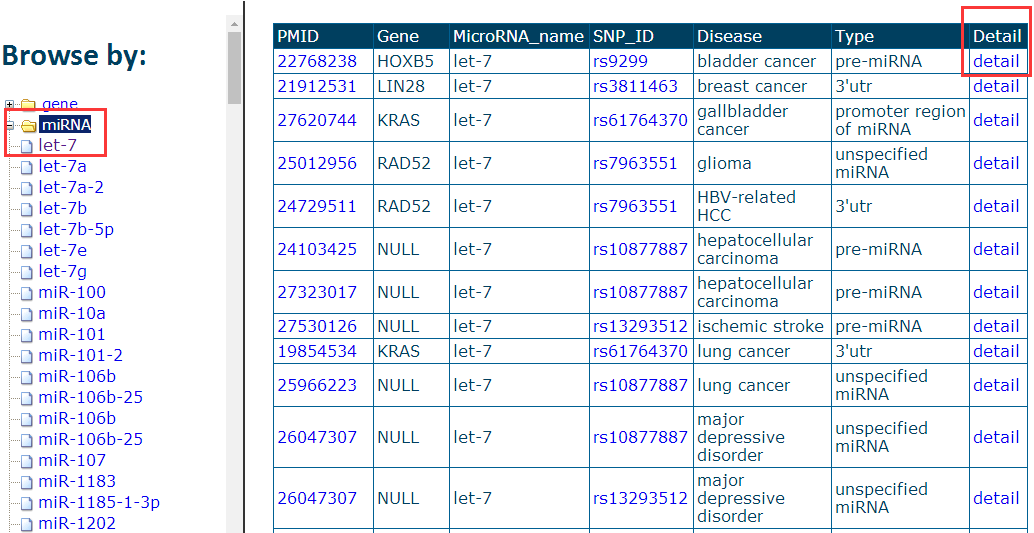 Browse by:
gene
miRNA
let-7
let-7a
let-7a-2
let-7b
let-7b-5p
let-7e
let-7g
miR-100
miR-10a
miR-101
miR-101-2
miR-106b
miR-106b-25
miR-106b
miR-106b-25
miR-107
miR-1183
miR-1185-1-3p
miR-1202
PMID Gene MicroRNA_name SNP_ID Disease Type Detail
22768238 HOXB5 let-7 rs9299 bladder cancer pre-miRNA detail
21912531 LIN28 let-7 rs3811463 breast cancer 3'utr detail
27620744 KRAS let-7 rs61764370 gallbladder promoter region detail
cancer of miRNA
25012956 RAD52 let-7 rs7963551 glioma unspecified detail
miRNA
24729511 RAD52 let-7 rs7963551 HBV-related 3'utr detail
HCC
24103425 NULL let-7 rs10877887 hepatocellular pre-miRNA detail
carcinoma
27323017 NULL let-7 rs10877887 hepatocellular pre-miRNA detail
carcinoma
27530126 NULL let-7 rs13293512 ischemic stroke pre-miRNA detail
19854534 KRAS let-7 rs61764370 lung cancer 3'utr detail
25966223 NULL let-7 rs10877887 lung cancer unspecified detail
miRNA
26047307 NULL let-7 rs10877887 major depressive disorder unspecified miRNA detail
26047307 NULL let-7 rs13293512 major depressive disorder unspecified miRNA detail